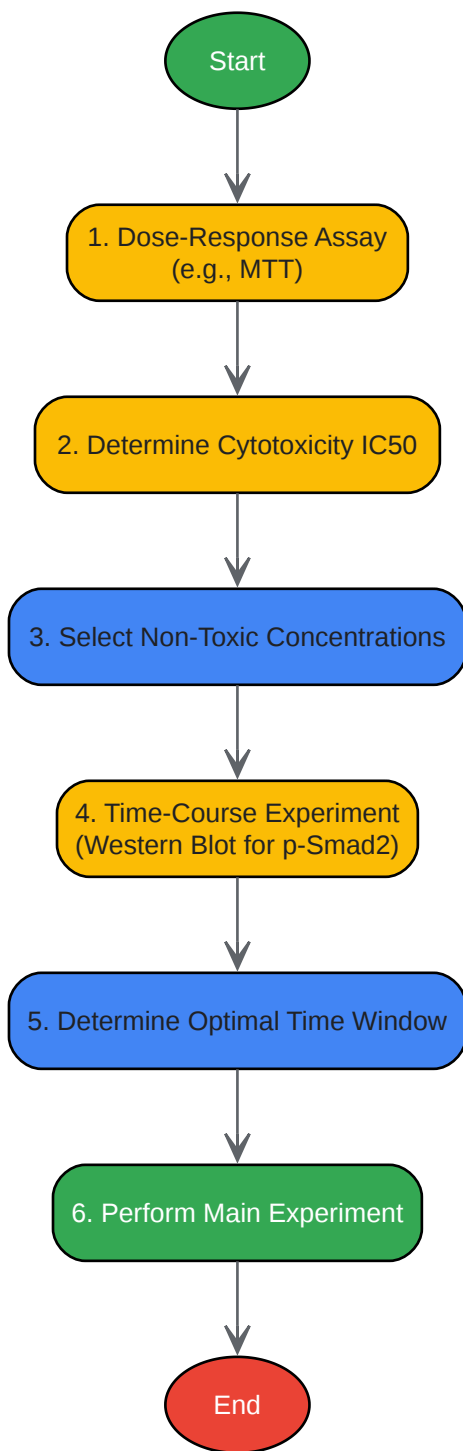 Start
1. Dose-Response Assay
(e.g., MTT)
2. Determine Cytotoxicity IC50
3. Select Non-Toxic Concentrations
4. Time-Course Experiment
(Western Blot for p-Smad2)
5. Determine Optimal Time Window
6. Perform Main Experiment
End